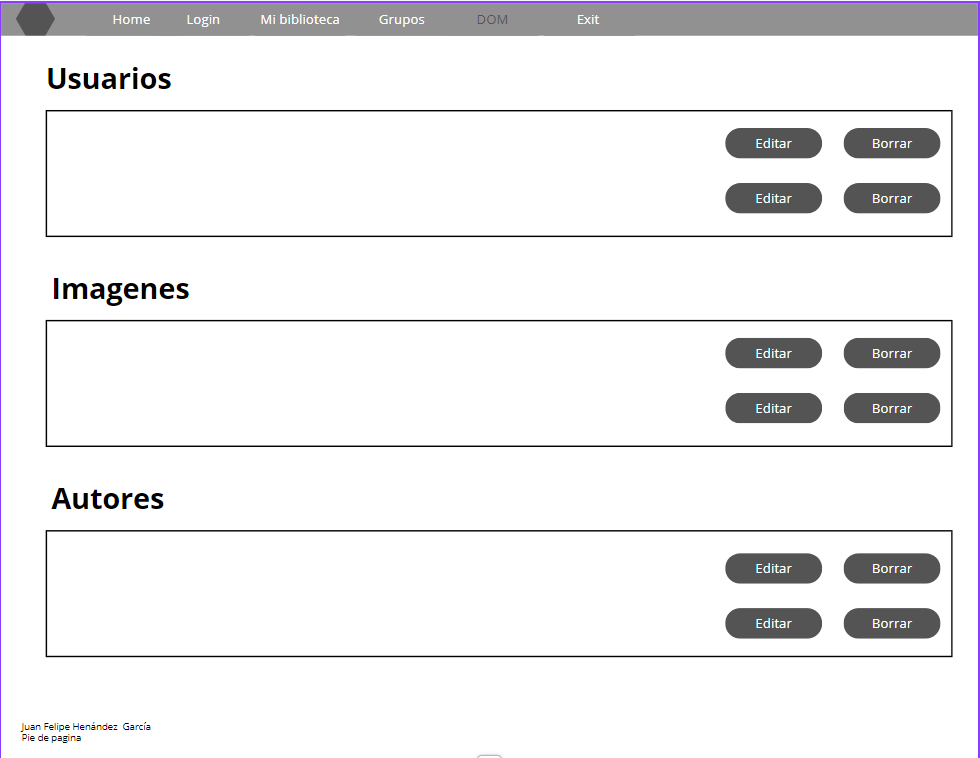 Home Login Mi biblioteca Grupos DOM Exit
Usuarios
Editar Borrar
Editar Borrar
Imagenes
Editar Borrar
Editar Borrar
Autores
Editar Borrar
Editar Borrar
Juan Felipe Henández García
Pie de pagina